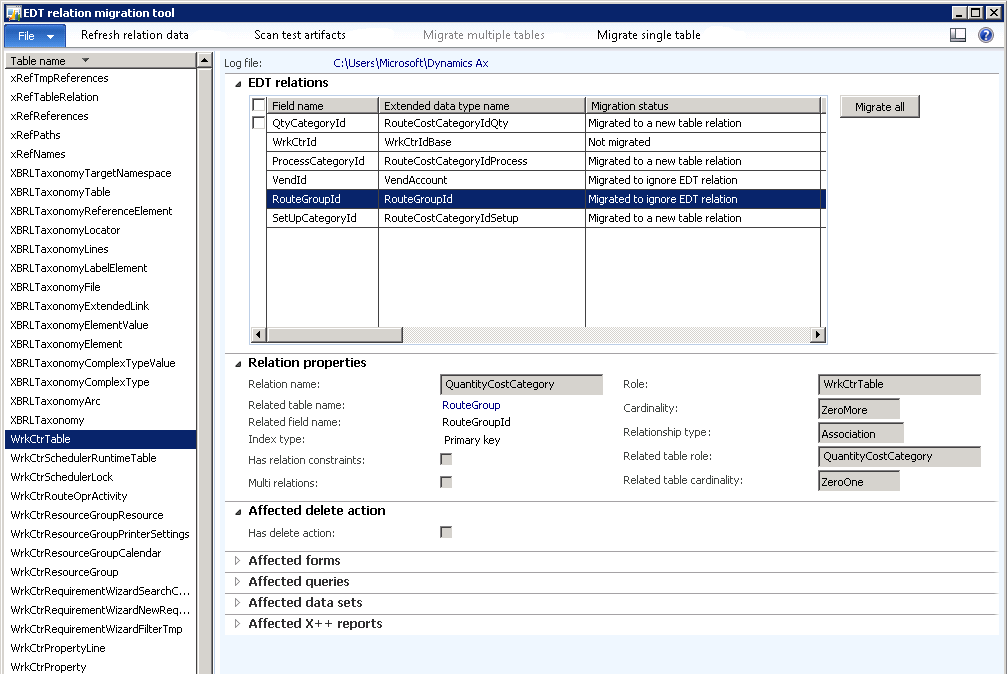 EDT relation migration tool
File Refresh relation data Scan test artifacts Migrate multiple tables Migrate single table
Table name
xRefTmpReferences
xRefTableRelation
xRefReferences
xRefPaths
xRefNames
XBRLTaxonomyTargetNamespace
XBRLTaxonomyTable
XBRLTaxonomyReferenceElement
XBRLTaxonomyLocator
XBRLTaxonomyLines
XBRLTaxonomyLabelElement
XBRLTaxonomyFile
XBRLTaxonomyExtendedLink
XBRLTaxonomyElementValue
XBRLTaxonomyElement
XBRLTaxonomyComplexTypeValue
XBRLTaxonomyComplexType
XBRLTaxonomyArc
XBRLTaxonomy
WrkCtrTable
WrkCtrSchedulerRuntimeTable
WrkCtrSchedulerLock
WrkCtrRouteOprActivity
WrkCtrResourceGroupResource
WrkCtrResourceGroupPrinterSettings
WrkCtrResourceGroupCalendar
WrkCtrResourceGroup
WrkCtrRequirementWizardSearchC...
WrkCtrRequirementWizardNewReq...
WrkCtrRequirementWizardFilterTmp
WrkCtrPropertyLine
WrkCtrProperty
Log file: C:\Users\Microsoft\Dynamics Ax
EDT relations
Field name Extended data type name Migration status
QtyCategoryId RouteCostCategoryIdQty Migrated to a new table relation
WrkCtrId WrkCtrIdBase Not migrated
ProcessCategoryId RouteCostCategoryIdProcess Migrated to a new table relation
VendId VendAccount Migrated to ignore EDT relation
RouteGroupId RouteGroupId Migrated to ignore EDT relation
SetUpCategoryId RouteCostCategoryIdSetup Migrated to a new table relation
Migrate all
Relation properties
Relation name: QuantityCostCategory
Related table name: RouteGroup
Related field name: RouteGroupId
Index type: Primary key
Has relation constraints:
Multi relations:
Role: WrkCtrTable
Cardinality: ZeroMore
Relationship type: Association
Related table role: QuantityCostCategory
Related table cardinality: ZeroOne
Affected delete action
Has delete action:
Affected forms
Affected queries
Affected data sets
Affected X++ reports